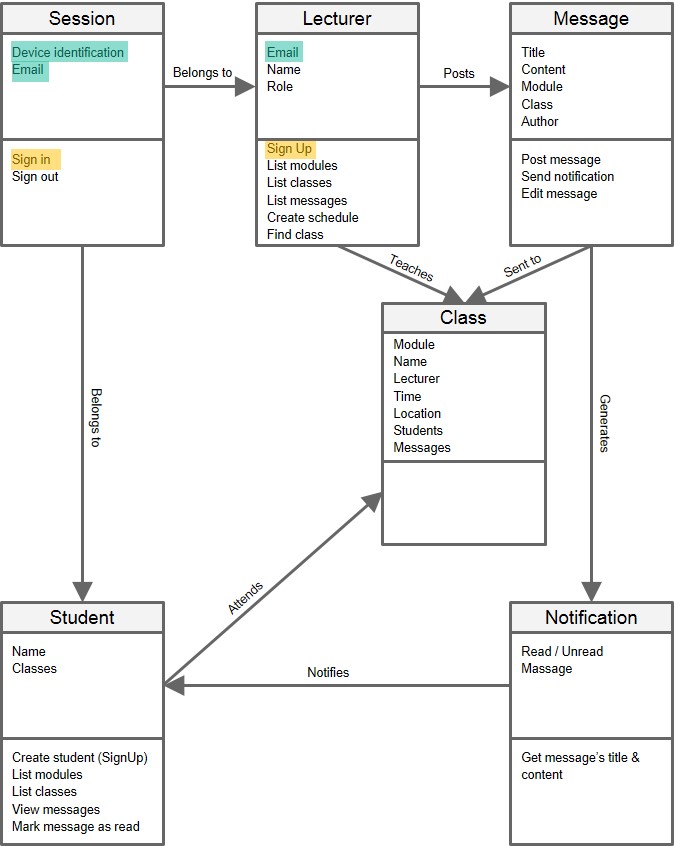 Session
Device identification
Email
Sign in
Sign out
Belongs to
Lecturer
Email
Name
Role
Sign Up
List modules
List classes
List messages
Create schedule
Find class
Posts
Message
Title
Content
Module
Class
Author
Post message
Send notification
Edit message
Teaches
Sent to
Class
Module
Name
Lecturer
Time
Location
Students
Messages
Belongs to
Generates
Attends
Student
Name
Classes
Create student (SignUp)
List modules
List classes
View messages
Mark message as read
Notifies
Notification
Read / Unread
Massage
Get message's title &
content